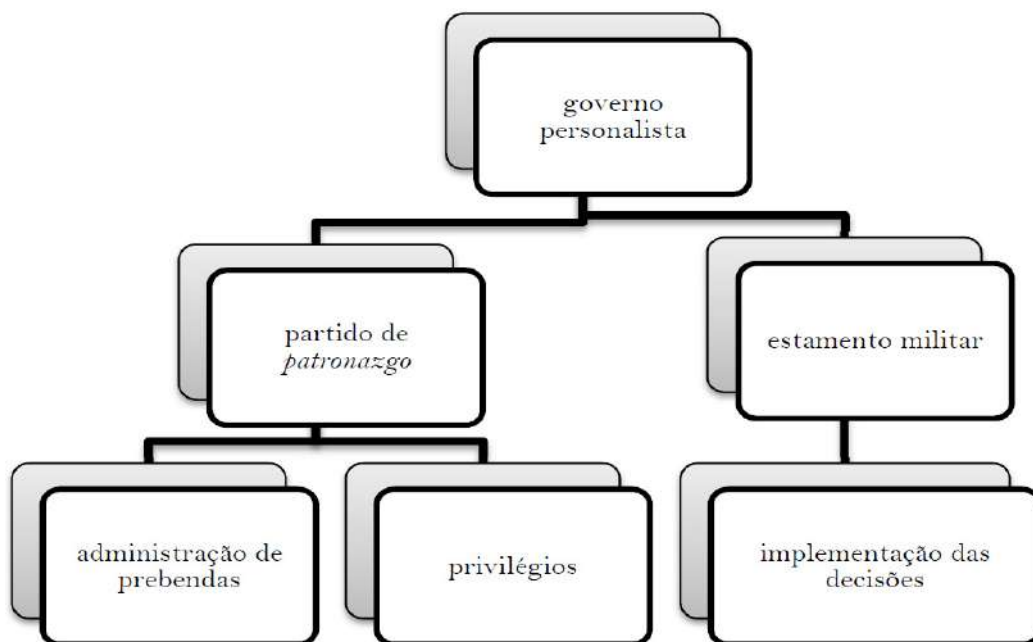 governo
personalista
partido de
patronazgo
estamento militar
administração de
prebendas
privilégios
implementação das
decisões